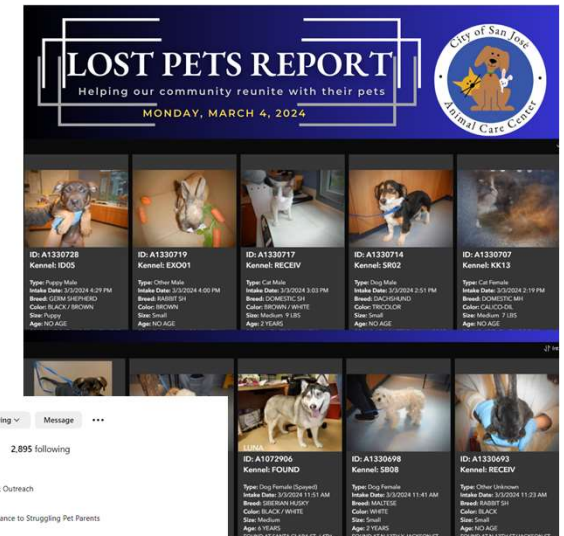 LOST PETS REPORT
Helping our community reunite with their pets
MONDAY, MARCH 4, 2024
City of San José
Animal Care Center
ID: A1330728
Kennel: ID05
Type: Puppy Male
Intake Date: 3/3/2024 4:29 PM
Breed: GERM SHEPHERD
Color: BLACK / BROWN
Size: Puppy
Age: NO AGE
ID: A1330719
Kennel: EXO01
Type: Other Male
Intake Date: 3/3/2024 4:00 PM
Breed: RABBIT SH
Color: BROWN
Size: Small
Age: NO AGE
ID: A1330717
Kennel: RECEIV
Type: Cat Male
Intake Date: 3/3/2024 3:03 PM
Breed: DOMESTIC SH
Color: BROWN / WHITE
Size: Medium 9 LBS
Age: 2 YEARS
ID: A1330714
Kennel: SR02
Type: Dog Male
Intake Date: 3/3/2024 2:51 PM
Breed: DACHSHUND
Color: TRICOLOR
Size: Small
Age: NO AGE
ID: A1330707
Kennel: KK13
Type: Cat Female
Intake Date: 3/3/2024 2:19 PM
Breed: DOMESTIC MH
Color: CALICO-DIL
Size: Medium 7 LBS
Age: NO AGE
Message
2,895 following
Outreach
ance to Struggling Pet Parents
LUNA
ID: A1072906
Kennel: FOUND
Type: Dog Female (Spayed)
Intake Date: 3/3/2024 11:51 AM
Breed: SIBERIAN HUSKY
Color: BLACK / WHITE
Size: Medium
Age: 6 YEARS
ID: A1330698
Kennel: SB08
Type: Dog Female
Intake Date: 3/3/2024 11:41 AM
Breed: MALTESE
Color: WHITE
Size: Small
Age: 2 YEARS
ID: A1330693
Kennel: RECEIV
Type: Other Unknown
Intake Date: 3/3/2024 11:23 AM
Breed: RABBIT SH
Color: BLACK
Size: Small
Age: NO AGE